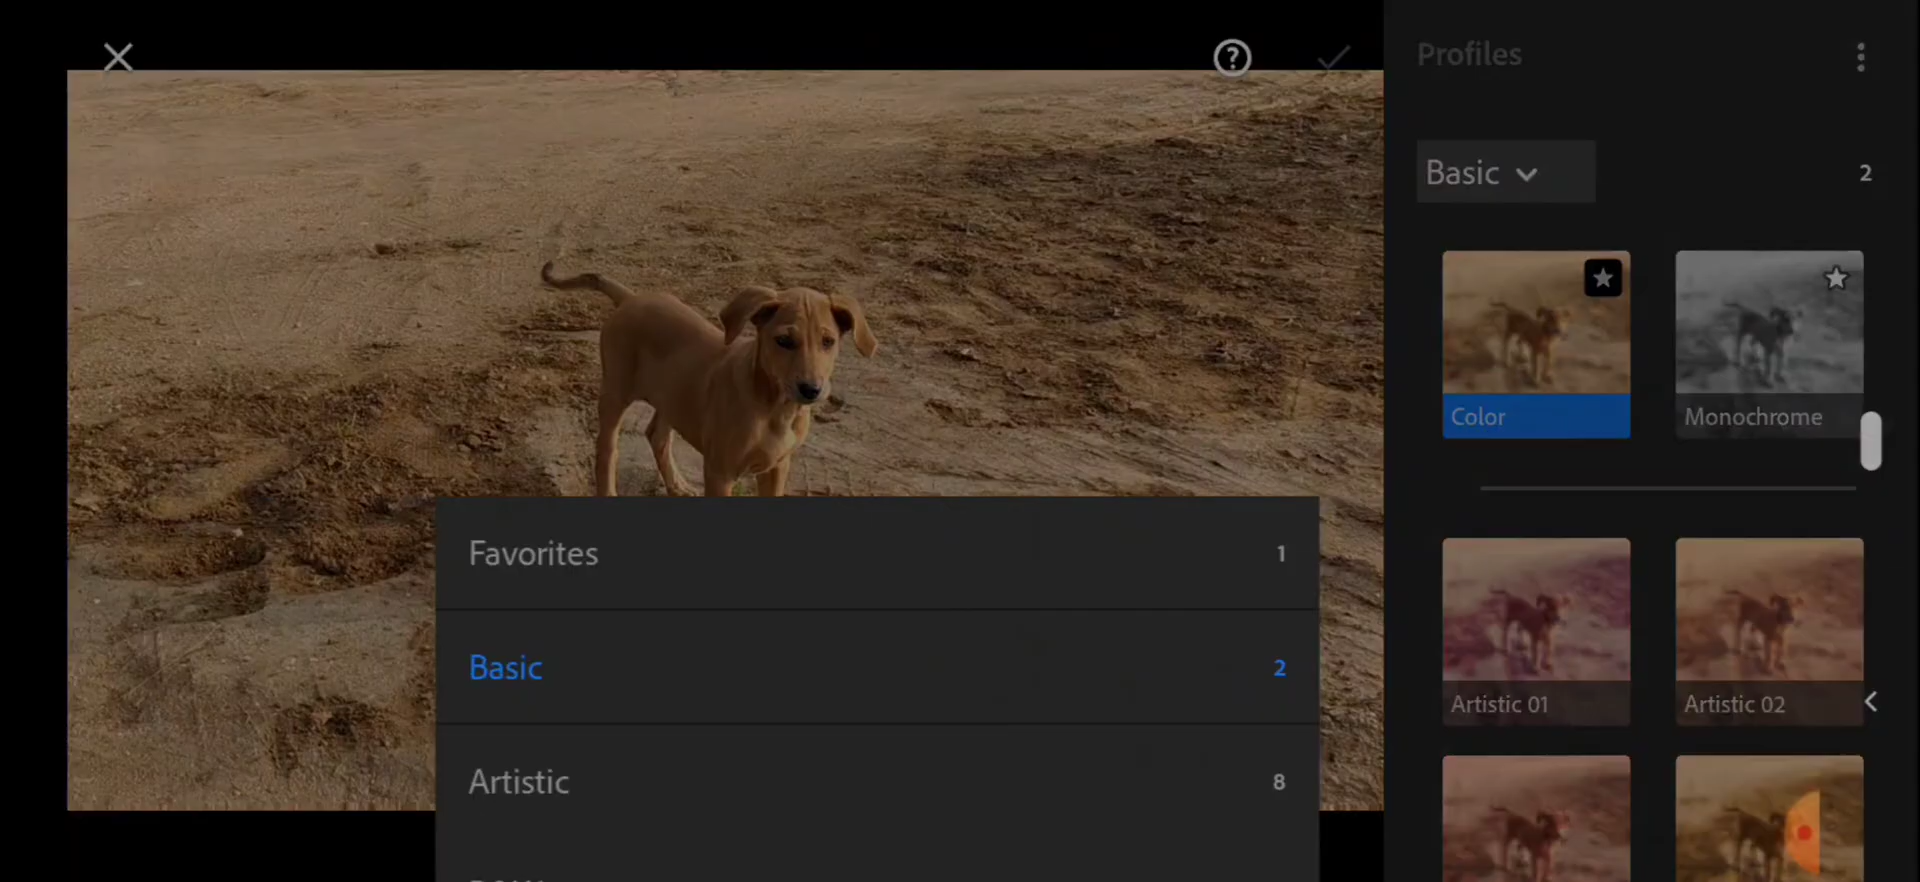 Profiles
Basic
2
Color
Monochrome
Artistic 01
Artistic 02
Favorites 1
Basic 2
Artistic 8